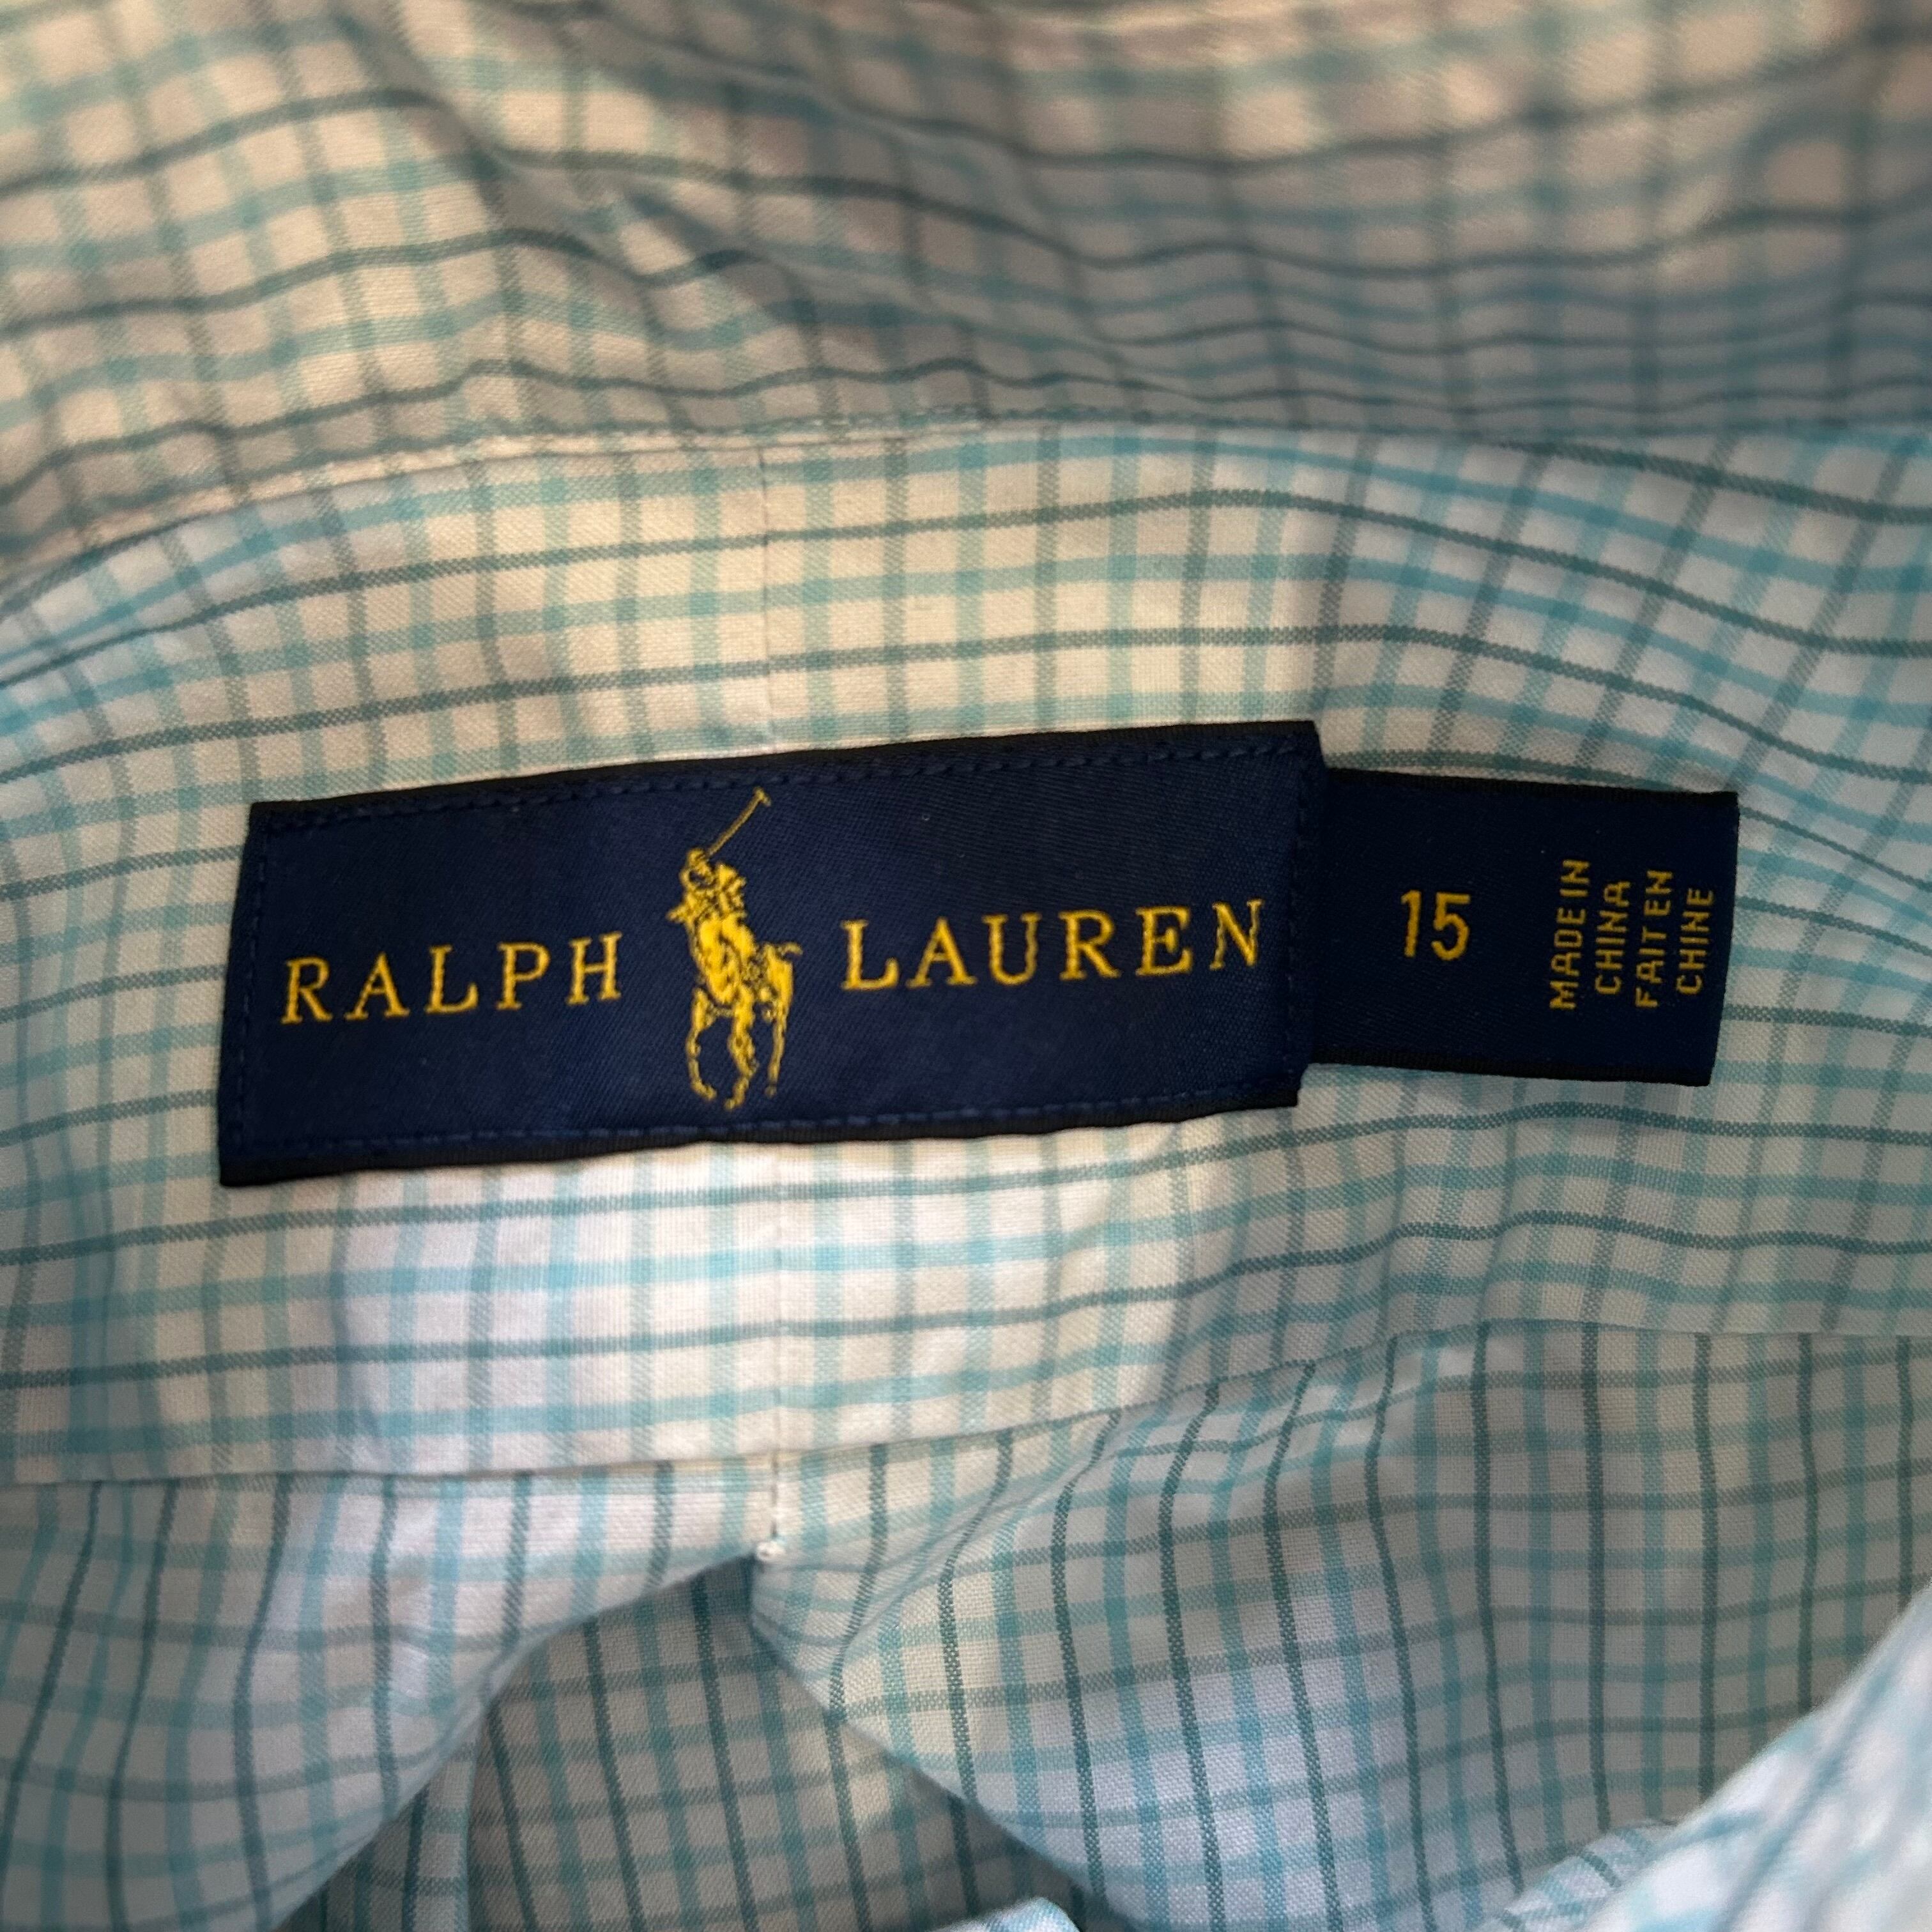 RALPH LAUREN
15
MADE IN
CHINA
FAIT EN
CHINE